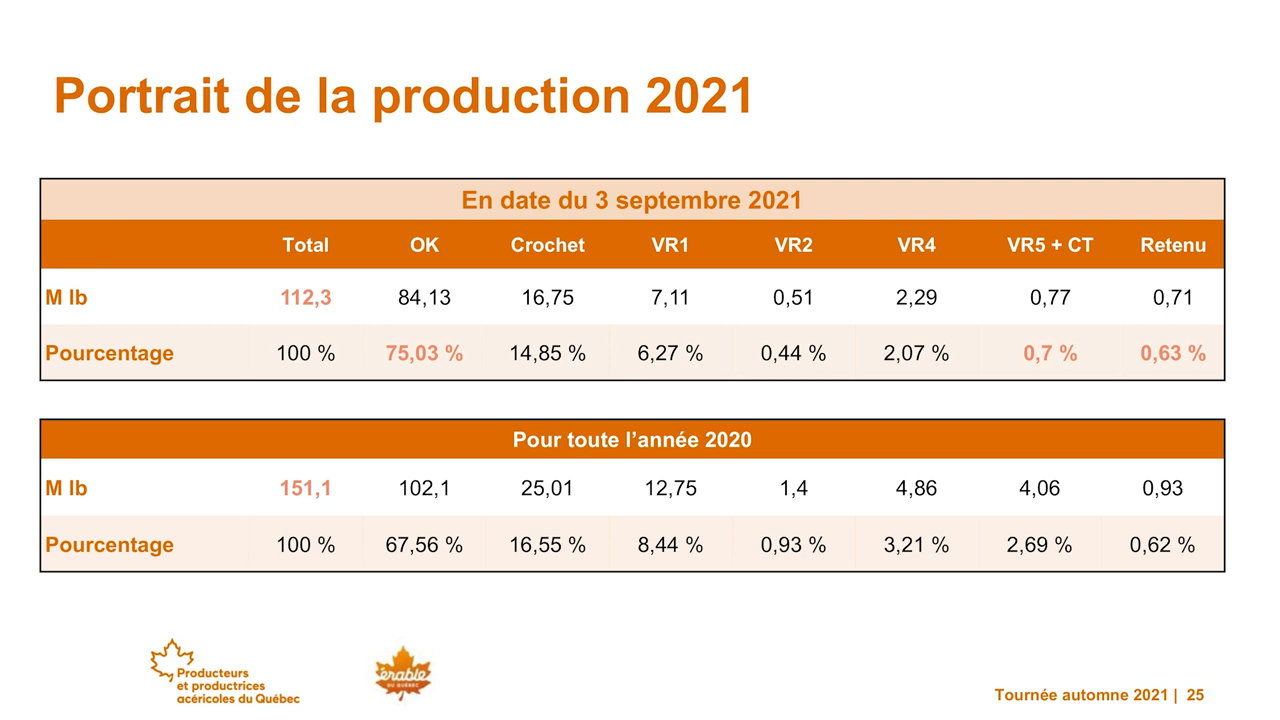 Portrait de la production 2021
En date du 3 septembre 2021
Total OK Crochet VR1 VR2 VR4 VR5 + CT Retenu
M lb 112,3 84,13 16,75 7,11 0,51 2,29 0,77 0,71
Pourcentage 100 % 75,03 % 14,85 % 6,27 % 0,44 % 2,07 % 0,7 % 0,63 %
Pour toute l’année 2020
M lb 151,1 102,1 25,01 12,75 1,4 4,86 4,06 0,93
Pourcentage 100 % 67,56 % 16,55 % 8,44 % 0,93 % 3,21 % 2,69 % 0,62 %
Producteurs
et productrices
acéricoles du Québec
érable
DU QUÉBEC
Tournée automne 2021 | 25